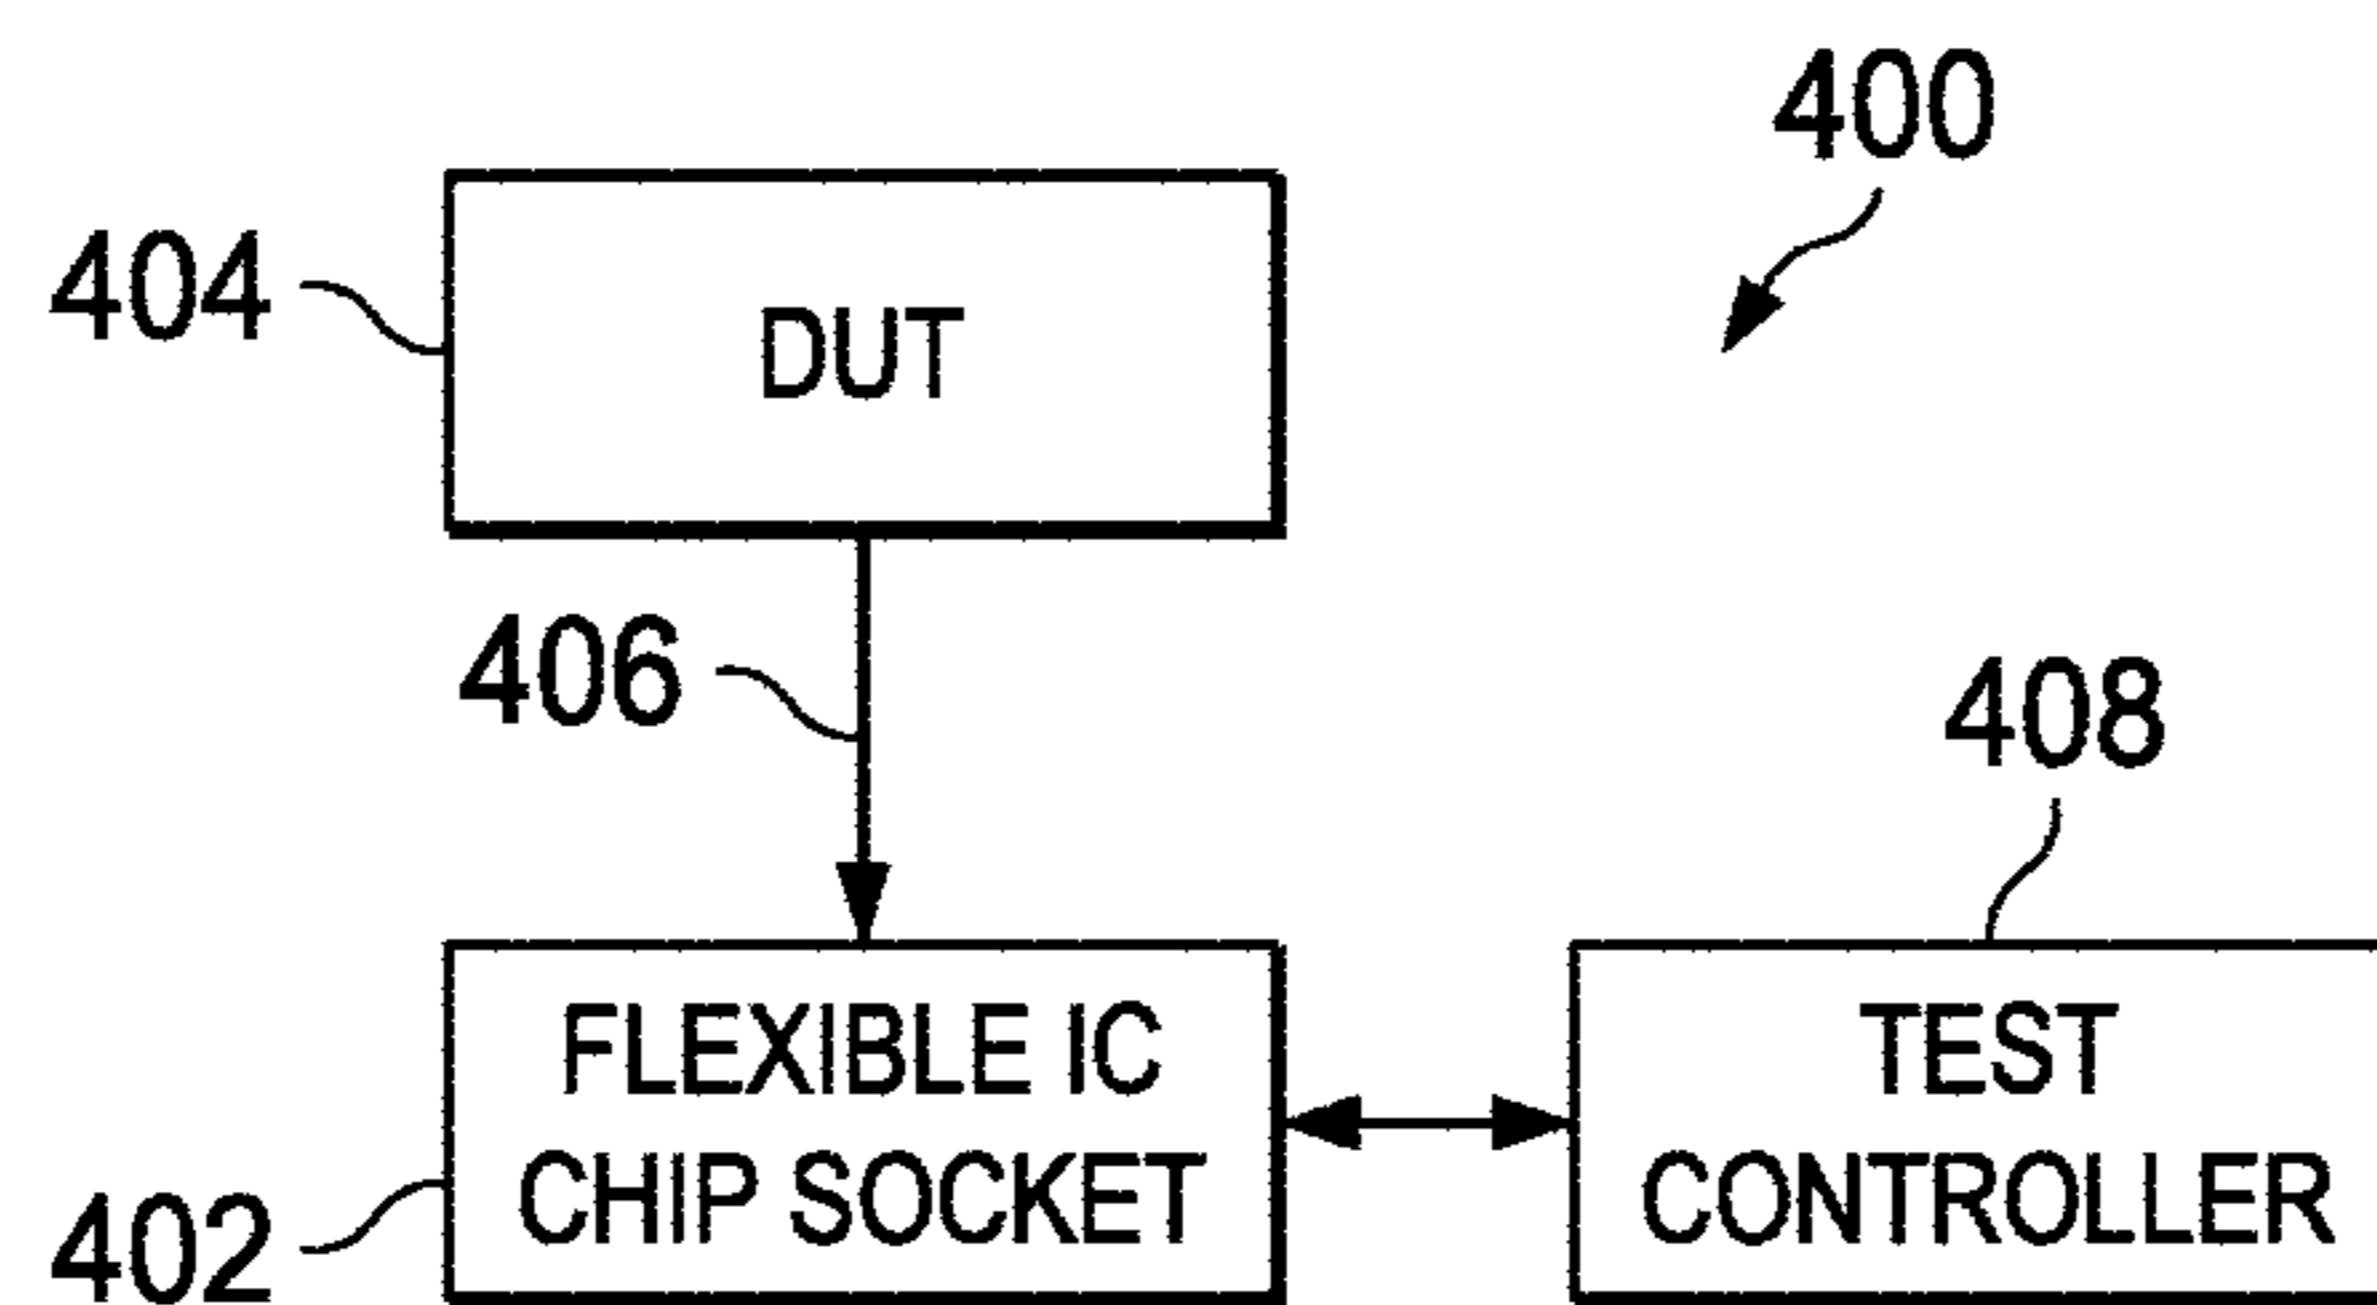 400
404
DUT
406
408
FLEXIBLE IC
CHIP SOCKET
TEST
CONTROLLER
402